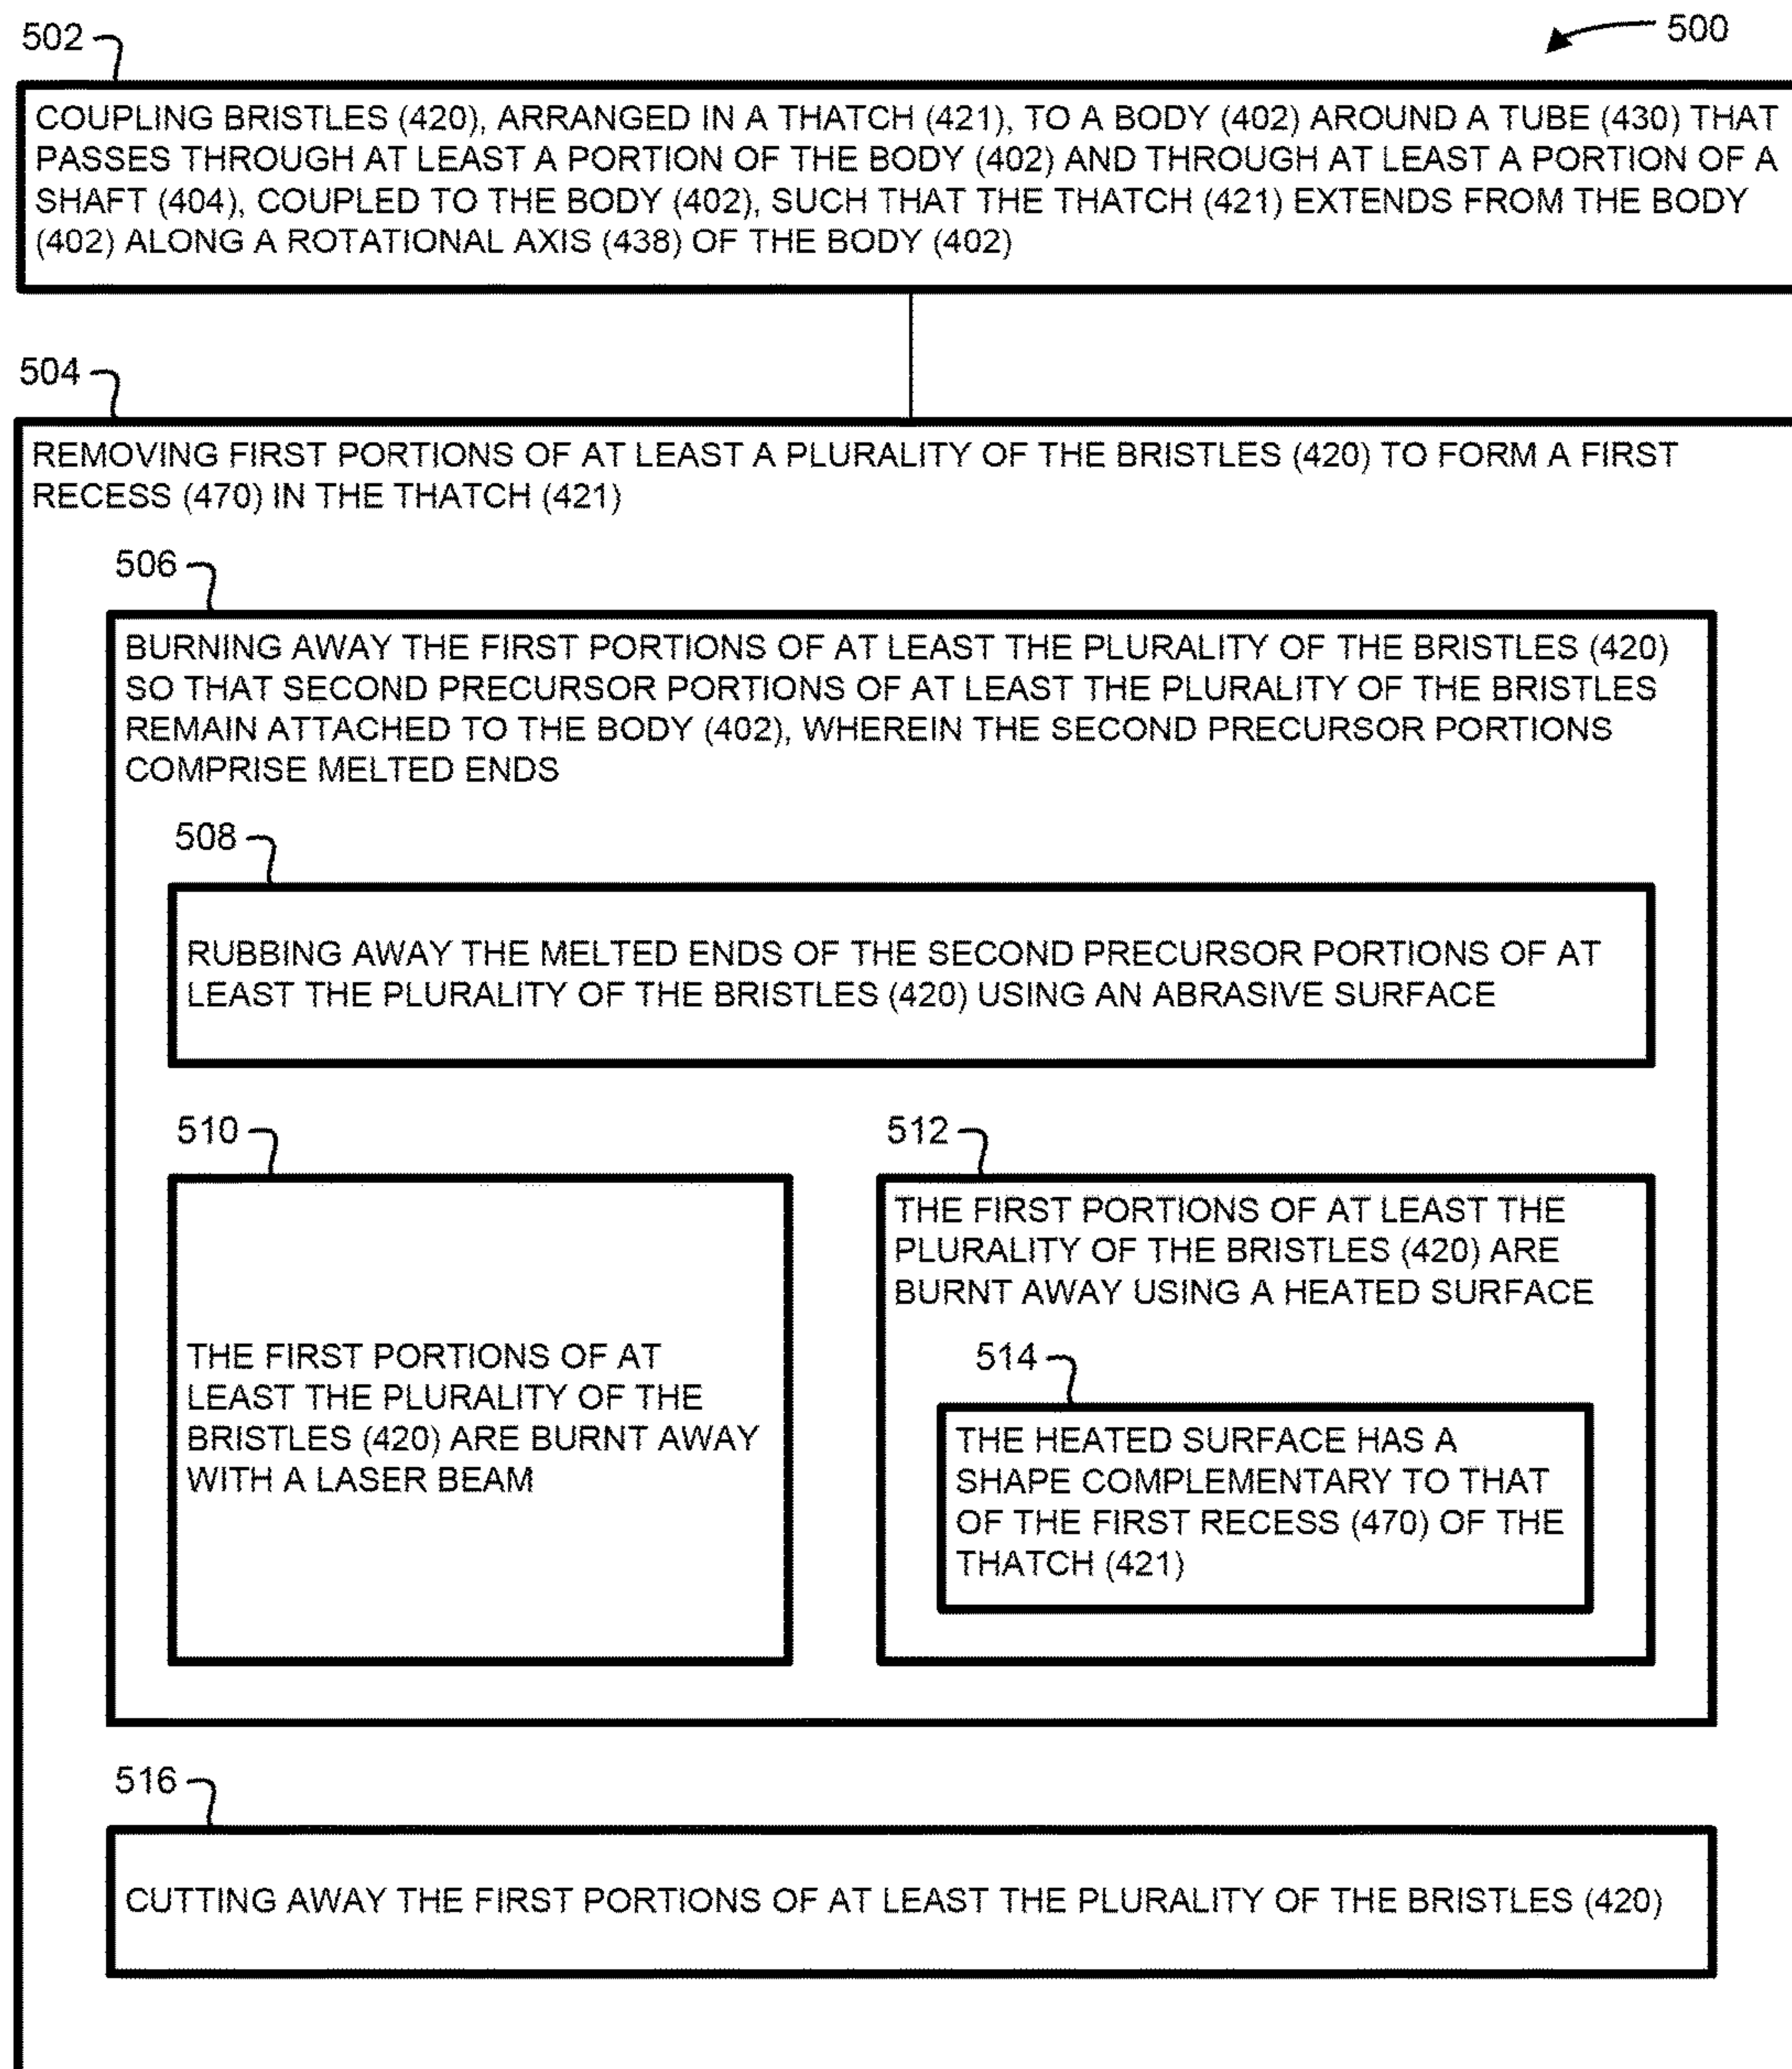 502
500
COUPLING BRISTLES (420), ARRANGED IN A THATCH (421), TO A BODY (402) AROUND A TUBE (430) THAT
PASSES THROUGH AT LEAST A PORTION OF THE BODY (402) AND THROUGH AT LEAST A PORTION OF A
SHAFT (404), COUPLED TO THE BODY (402), SUCH THAT THE THATCH (421) EXTENDS FROM THE BODY
(402) ALONG A ROTATIONAL AXIS (438) OF THE BODY (402)
504
REMOVING FIRST PORTIONS OF AT LEAST A PLURALITY OF THE BRISTLES (420) TO FORM A FIRST
RECESS (470) IN THE THATCH (421)
506
BURNING AWAY THE FIRST PORTIONS OF AT LEAST THE PLURALITY OF THE BRISTLES (420)
SO THAT SECOND PRECURSOR PORTIONS OF AT LEAST THE PLURALITY OF THE BRISTLES
REMAIN ATTACHED TO THE BODY (402), WHEREIN THE SECOND PRECURSOR PORTIONS
COMPRISE MELTED ENDS
508
RUBBING AWAY THE MELTED ENDS OF THE SECOND PRECURSOR PORTIONS OF AT
LEAST THE PLURALITY OF THE BRISTLES (420) USING AN ABRASIVE SURFACE
510
THE FIRST PORTIONS OF AT
LEAST THE PLURALITY OF THE
BRISTLES (420) ARE BURNT AWAY
WITH A LASER BEAM
512
THE FIRST PORTIONS OF AT LEAST THE
PLURALITY OF THE BRISTLES (420) ARE
BURNT AWAY USING A HEATED SURFACE
514
THE HEATED SURFACE HAS A
SHAPE COMPLEMENTARY TO THAT
OF THE FIRST RECESS (470) OF THE
THATCH (421)
516
CUTTING AWAY THE FIRST PORTIONS OF AT LEAST THE PLURALITY OF THE BRISTLES (420)